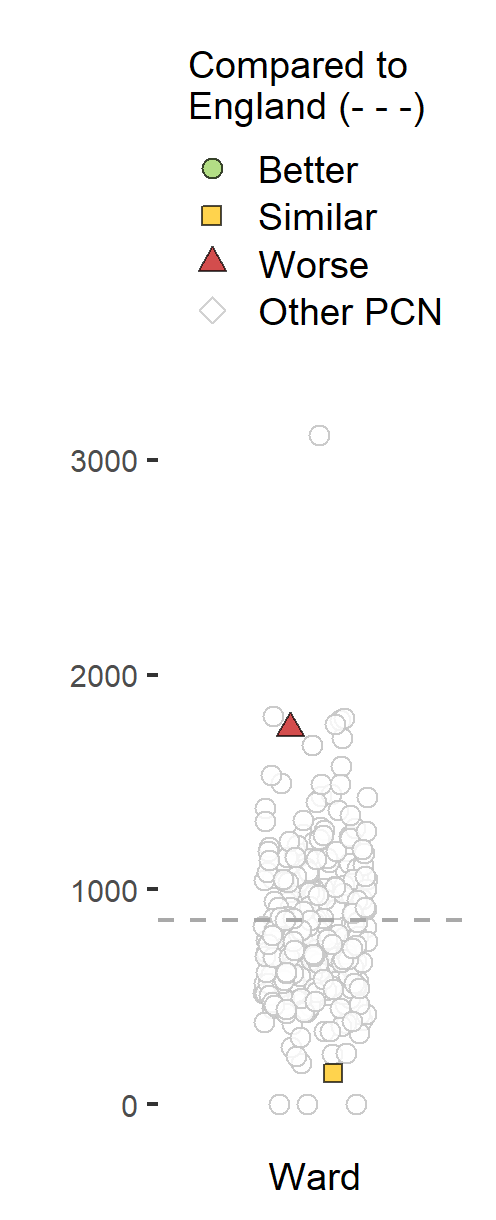 Compared to
England (- - -)
Better
Similar
Worse
Other PCN
3000
2000
1000
0
Ward